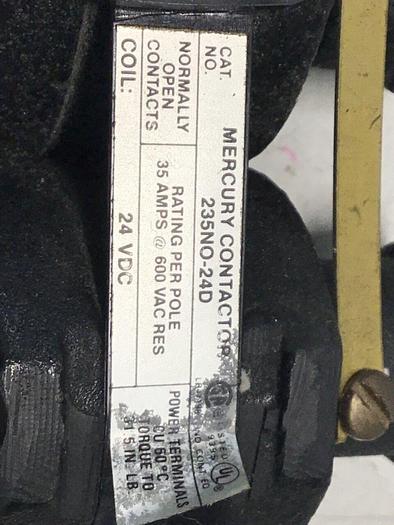 MERCURY CONTACTOR
CAT. NO.
235NO-24D
NORMALLY OPEN CONTACTS
RATING PER POLE
35 AMPS @ 600 VAC RES
COIL:
24 VDC
UL
POWER TERMINALS
CU 60°C
TORQUE TO
IN. LB.